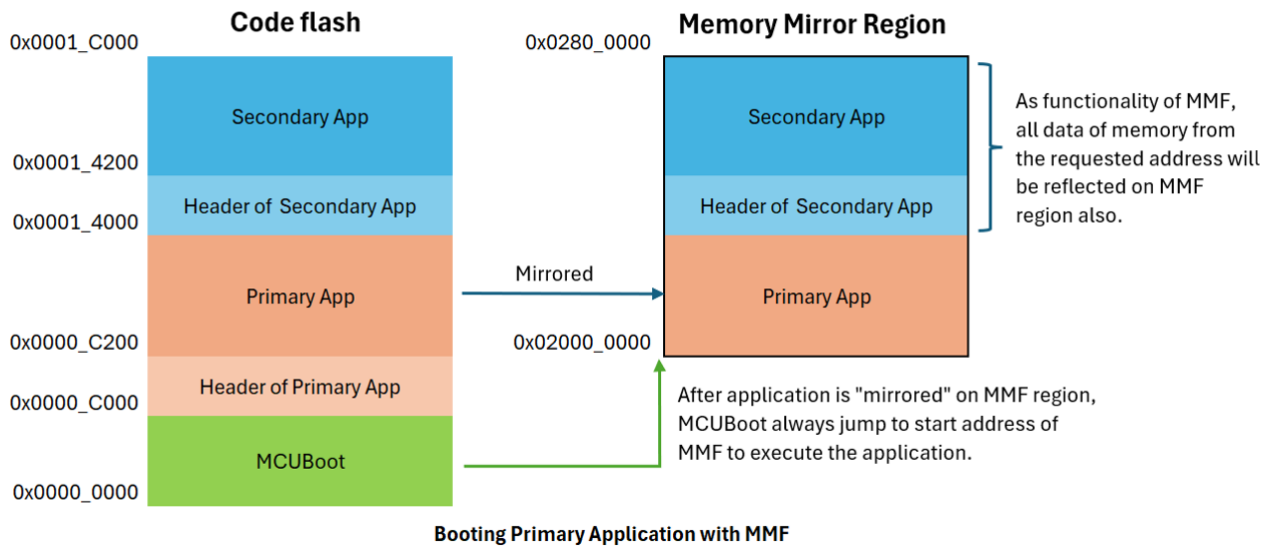 Code flash
Memory Mirror Region
0x0001_C000
0x0280_0000
Secondary App
Secondary App
As functionality of MMF,
all data of memory from
the requested address will
be reflected on MMF
region also.
0x0001_4200
Header of Secondary App
Header of Secondary App
0x0001_4000
Primary App
Mirrored
Primary App
0x0000_C200
0x02000_0000
Header of Primary App
0x0000_C000
After application is "mirrored" on MMF region,
MCUBoot always jump to start address of
MMF to execute the application.
MCUBoot
0x0000_0000
Booting Primary Application with MMF